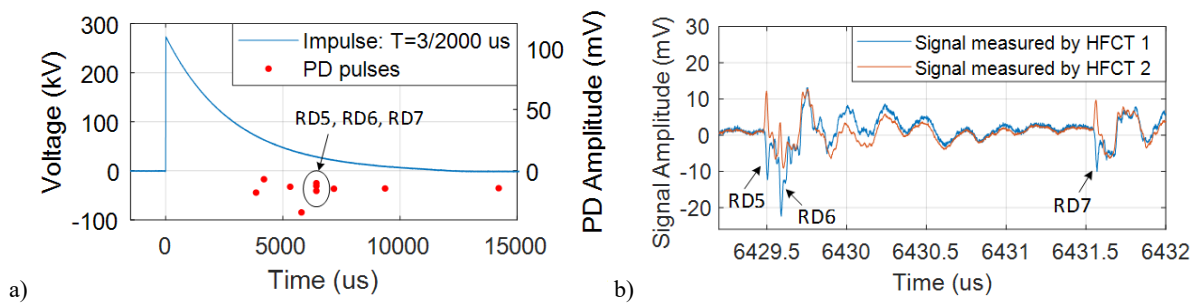 300
200
100
0
-100
Voltage (kV)
Impulse: T=3/2000 us
PD pulses
RD5, RD6, RD7
100
50
0
PD Amplitude (mV)
0
5000
10000
15000
Time (us)
a)
30
20
10
0
-10
-20
Signal Amplitude (mV)
Signal measured by HFCT 1
Signal measured by HFCT 2
RD5
RD6
RD7
6429.5
6430
6430.5
6431
6431.5
6432
Time (us)
b)